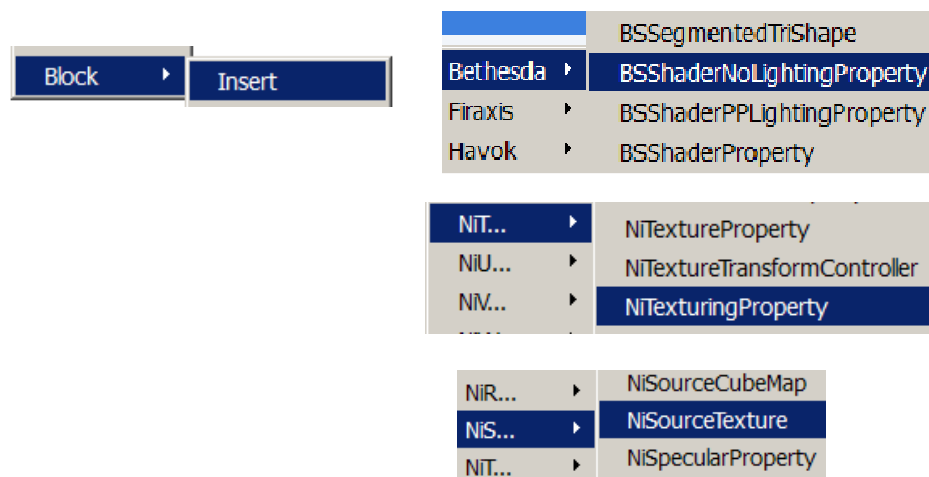 Block
Insert
BSSegmentedTriShape
Bethesda BSShaderNoLightingProperty
Firaxis BSShaderPPLightingProperty
Havok BSShaderProperty
NiT... NiTextureProperty
NiU... NiTextureTransformController
NiV... NiTexturingProperty
NiR... NiSourceCubeMap
NiS... NiSourceTexture
NiT... NiSpecularProperty